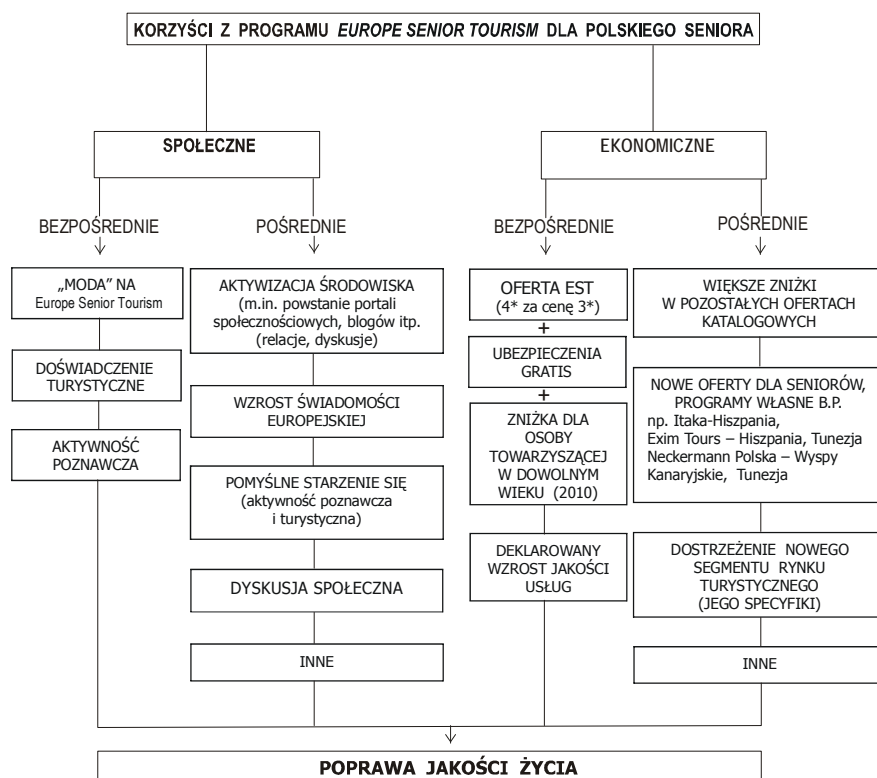 KORZYŚCI Z PROGRAMU EUROPE SENIOR TOURISM DLA POLSKIEGO SENIORA
SPOŁECZNE
EKONOMICZNE
BEZPOŚREDNIE
POŚREDNIE
BEZPOŚREDNIE
POŚREDNIE
„MODA” NA
Europe Senior Tourism
DOŚWIADCZENIE
TURYSTYCZNE
AKTYWNOŚĆ
POZNAWCZA
AKTYWIZACJA ŚRODOWISKA
(m.in. powstanie portali
społecznościowych, blogów itp.
(relacje, dyskusje)
WZROST ŚWIADOMOŚCI
EUROPEJSKIEJ
POMYŚLNE STARZENIE SIĘ
(aktywność poznawcza
i turystyczna)
DYSKUSJA SPOŁECZNA
INNE
OFERTA EST
(4* za cenę 3*)
+
UBEZPIECZENIA
GRATIS
+
ZNIŻKA DLA
OSOBY
TOWARZYSZĄCEJ
W DOWOLNYM
WIEKU (2010)
DEKLAROWANY
WZROST JAKOŚCI
USŁUG
WIĘKSZE ZNIŻKI
W POZOSTAŁYCH OFERTACH
KATALOGOWYCH
NOWE OFERTY DLA SENIORÓW,
PROGRAMY WŁASNE B.P.
np. Itaka-Hiszpania,
Exim Tours – Hiszpania, Tunezja
Neckermann Polska – Wyspy
Kanaryjskie, Tunezja
DOSTRZEŻENIE NOWEGO
SEGMENTU RYNKU
TURYSTYCZNEGO
(JEGO SPECYFIKI)
INNE
POPRAWA JAKOŚCI ŻYCIA